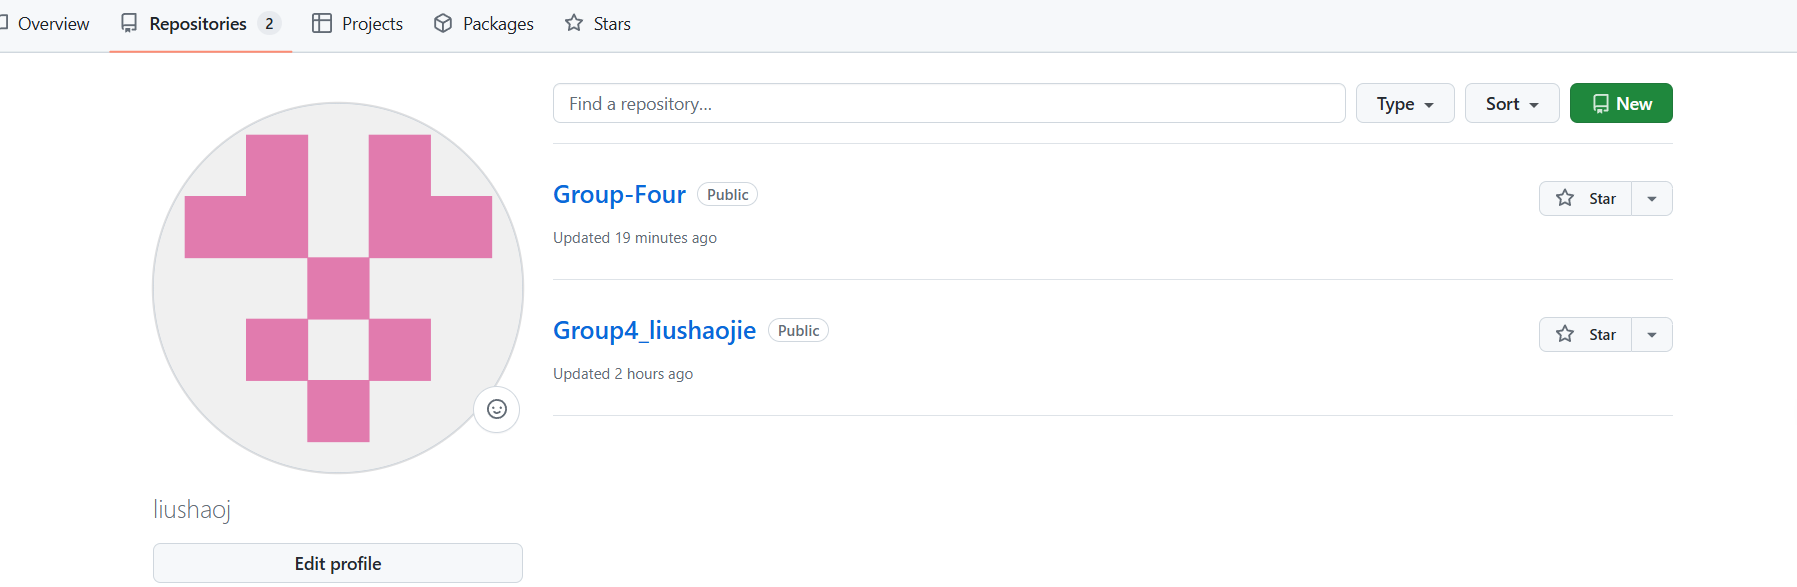 Overview Repositories 2 Projects Packages Stars
Find a repository... Type Sort New
Group-Four Public Star
Updated 19 minutes ago
Group4_liushaojie Public Star
Updated 2 hours ago
liushaoj
Edit profile